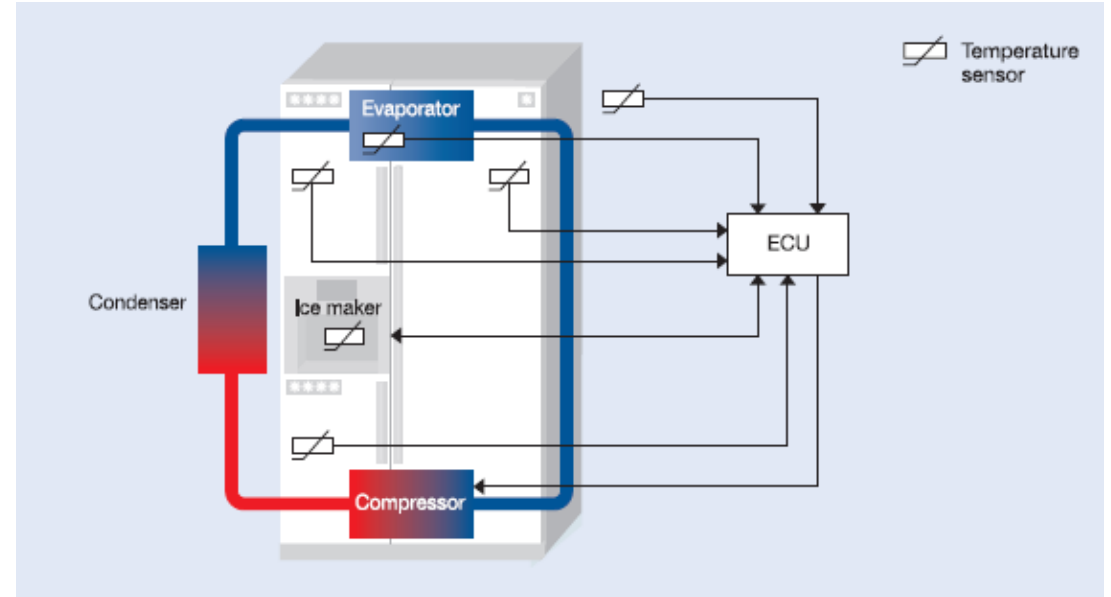 Temperature
sensor
Evaporator
ECU
Condenser
Ice maker
Compressor